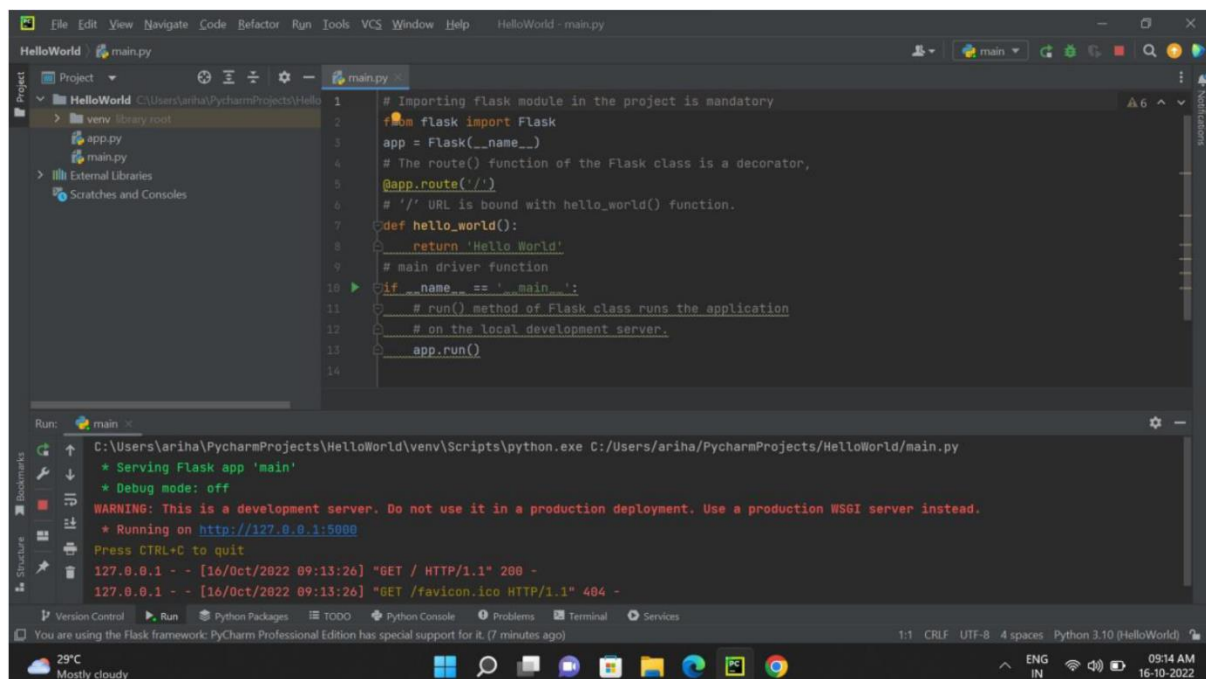 PC File Edit View Navigate Code Refactor Run Tools VCS Window Help HelloWorld - main.py
HelloWorld main.py main
Project
Project
main.py
HelloWorld C:\Users\ariha\PycharmProjects\Hello
venv library root
app.py
main.py
External Libraries
Scratches and Consoles
1 # Importing flask module in the project is mandatory
2 from flask import Flask
3 app = Flask(__name__)
4 # The route() function of the Flask class is a decorator,
5 @app.route('/')
6 # '/' URL is bound with hello_world() function.
7 def hello_world():
8 return 'Hello World'
9 # main driver function
10 if __name__ == '__main__':
11 # run() method of Flask class runs the application
12 # on the local development server.
13 app.run()
14
6
Notifications
Run: main
C:\Users\ariha\PycharmProjects\HelloWorld\venv\Scripts\python.exe C:/Users/ariha/PycharmProjects/HelloWorld/main.py
* Serving Flask app 'main'
* Debug mode: off
WARNING: This is a development server. Do not use it in a production deployment. Use a production WSGI server instead.
* Running on http://127.0.0.1:5000
Press CTRL+C to quit
127.0.0.1 - - [16/Oct/2022 09:13:26] "GET / HTTP/1.1" 200 -
127.0.0.1 - - [16/Oct/2022 09:13:26] "GET /favicon.ico HTTP/1.1" 404 -
Bookmarks
Structure
Version Control Run Python Packages TODO Python Console Problems Terminal Services
You are using the Flask framework: PyCharm Professional Edition has special support for it. (7 minutes ago) 1:1 CRLF UTF-8 4 spaces Python 3.10 (HelloWorld)
29°C
Mostly cloudy
PC
ENG
IN
09:14 AM
16-10-2022